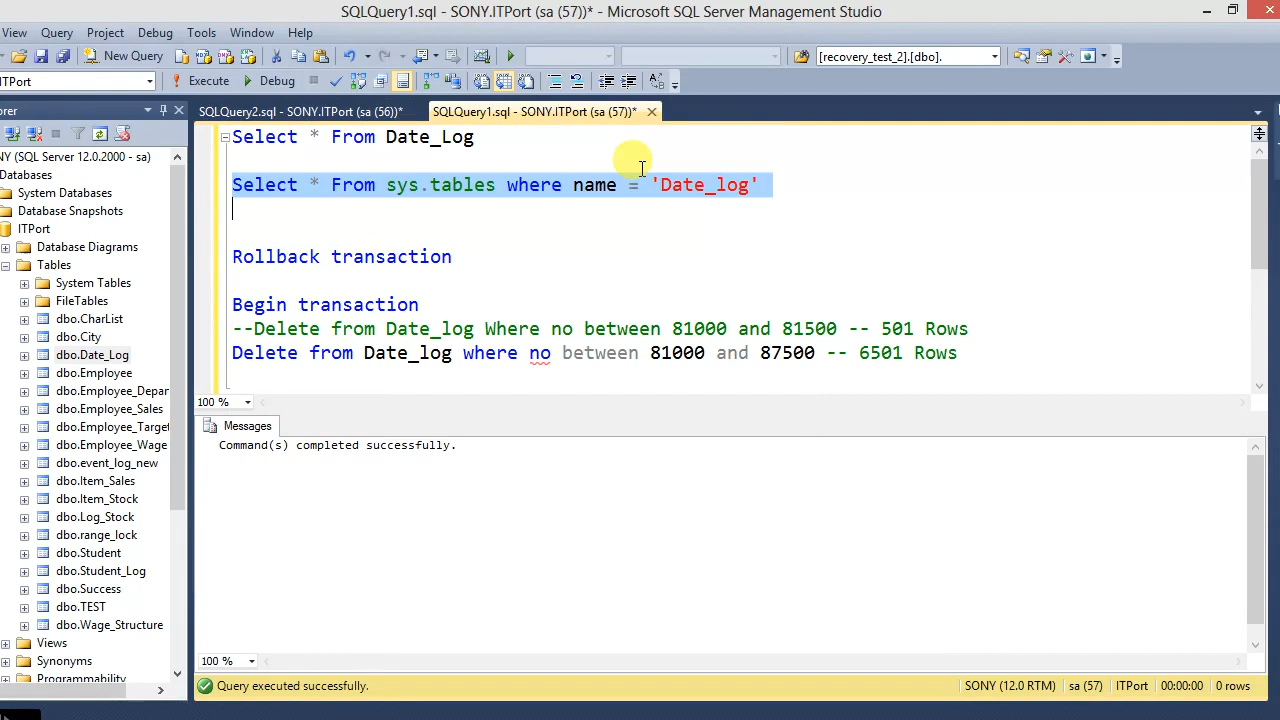 SQLQuery1.sql - SONY.ITPort (sa (57))* - Microsoft SQL Server Management Studio
View Query Project Debug Tools Window Help
New Query [recovery_test_2].[dbo].
ITPort Execute Debug
orer
SQLQuery2.sql - SONY.ITPort (sa (56))* SQLQuery1.sql - SONY.ITPort (sa (57))*
NY (SQL Server 12.0.2000 - sa)
Databases
System Databases
Database Snapshots
ITPort
Database Diagrams
Tables
System Tables
FileTables
dbo.CharList
dbo.City
dbo.Date_Log
dbo.Employee
dbo.Employee_Depar
dbo.Employee_Sales
dbo.Employee_Target
dbo.Employee_Wage
dbo.event_log_new
dbo.Item_Sales
dbo.Item_Stock
dbo.Log_Stock
dbo.range_lock
dbo.Student
dbo.Student_Log
dbo.Success
dbo.TEST
dbo.Wage_Structure
Views
Synonyms
Programmability
Select * From Date_Log
Select * From sys.tables where name = 'Date_log'
Rollback transaction
Begin transaction
--Delete from Date_log Where no between 81000 and 81500 -- 501 Rows
Delete from Date_log where no between 81000 and 87500 -- 6501 Rows
100 %
Messages
Command(s) completed successfully.
100 %
Query executed successfully. SONY (12.0 RTM) sa (57) ITPort 00:00:00 0 rows